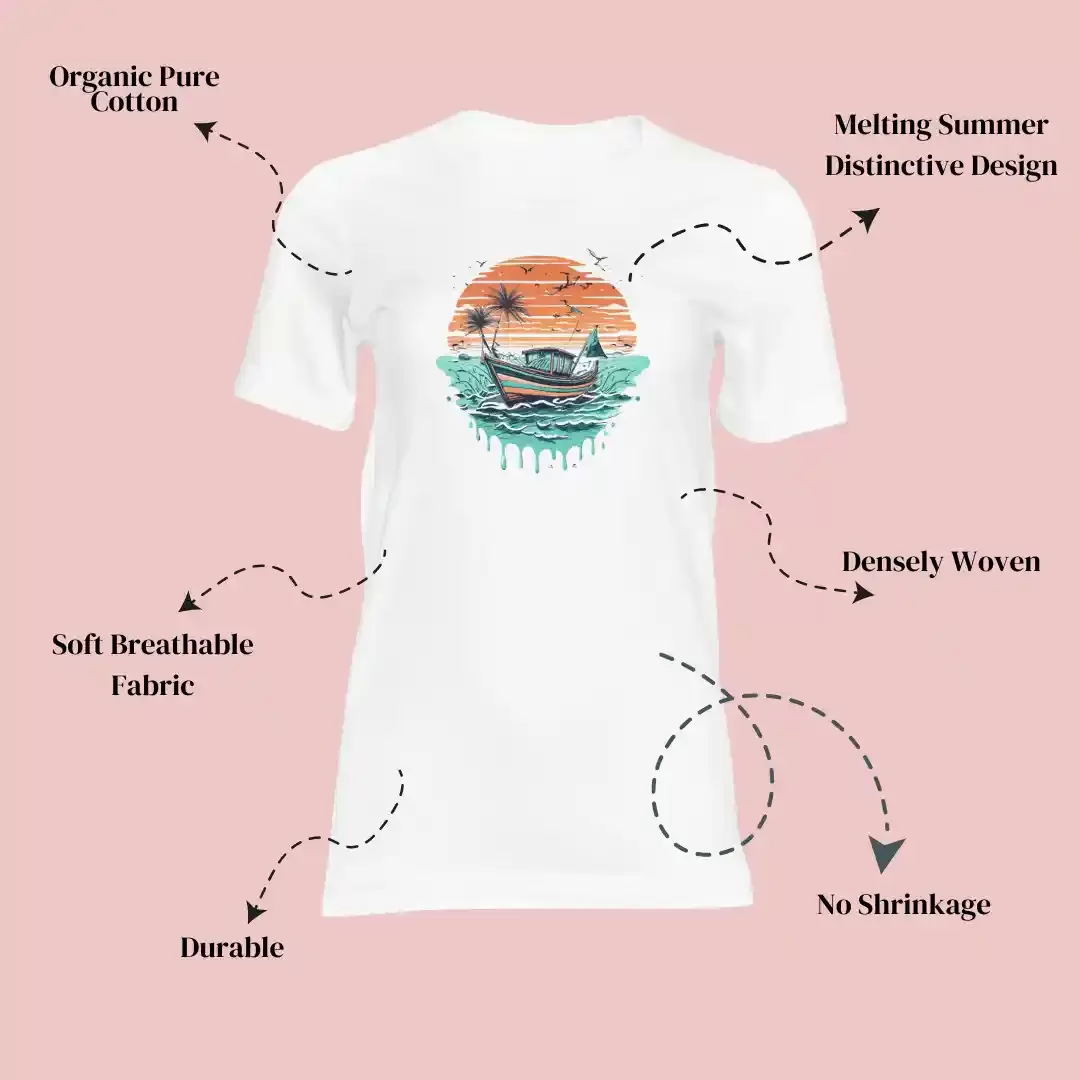 Organic Pure
Cotton
Melting Summer
Distinctive Design
Densely Woven
Soft Breathable
Fabric
No Shrinkage
Durable